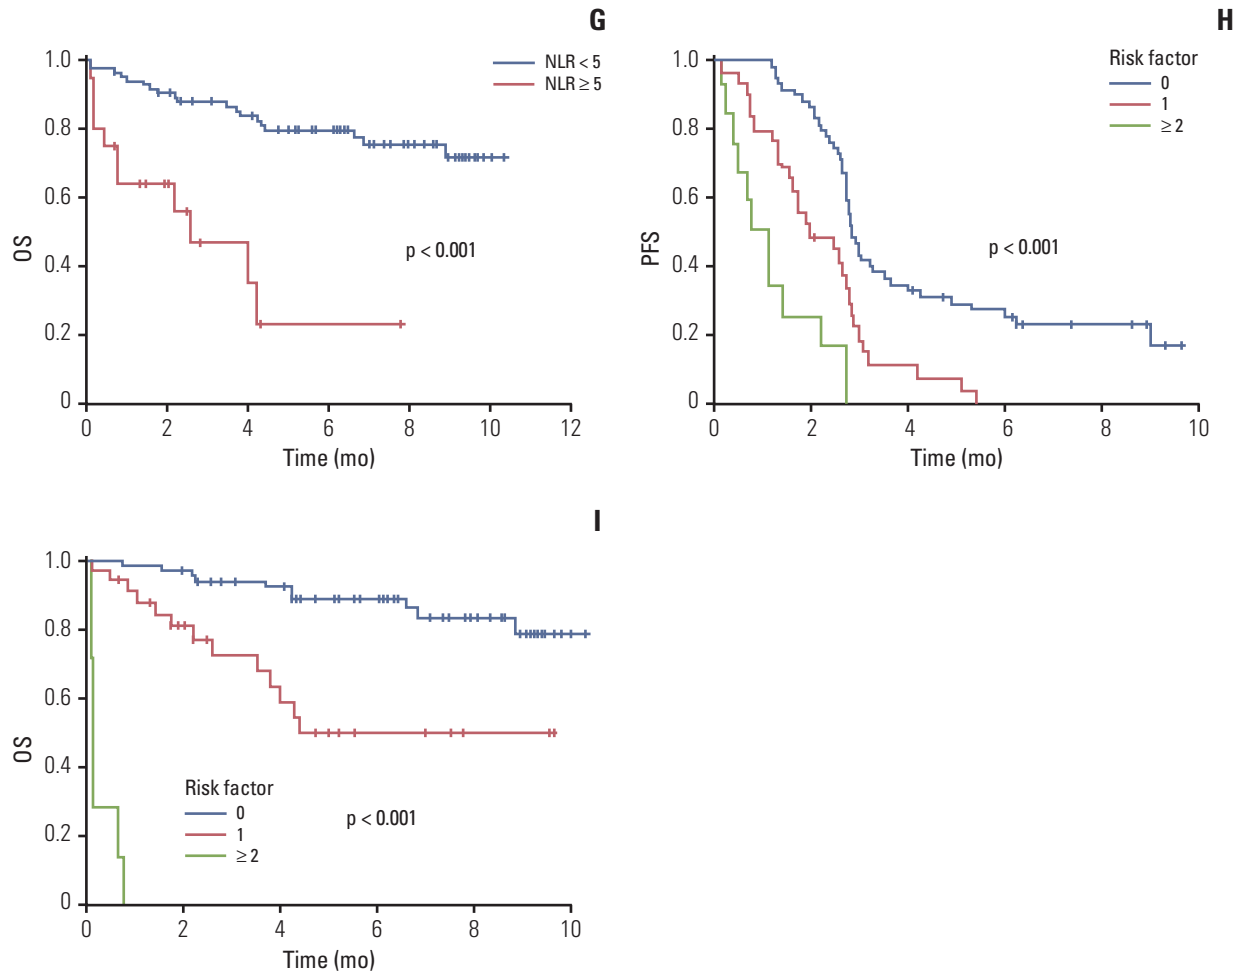 G
1.0
0.8
0.6
0.4
0.2
0
OS
NLR < 5
NLR ≥ 5
p < 0.001
0 2 4 6 8 10 12
Time (mo)
H
1.0
0.8
0.6
0.4
0.2
0
PFS
Risk factor
0
1
≥ 2
p < 0.001
0 2 4 6 8 10
Time (mo)
I
1.0
0.8
0.6
0.4
0.2
0
OS
Risk factor
0
1
≥ 2
p < 0.001
0 2 4 6 8 10
Time (mo)